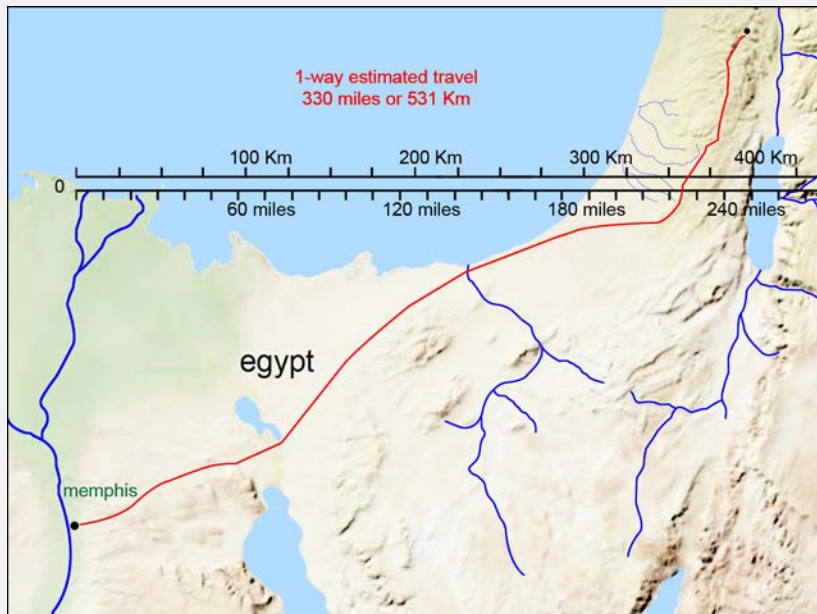 1-way estimated travel
330 miles or 531 Km
100 Km 200 Km 300 Km 400 Km
0
60 miles 120 miles 180 miles 240 miles
egypt
memphis